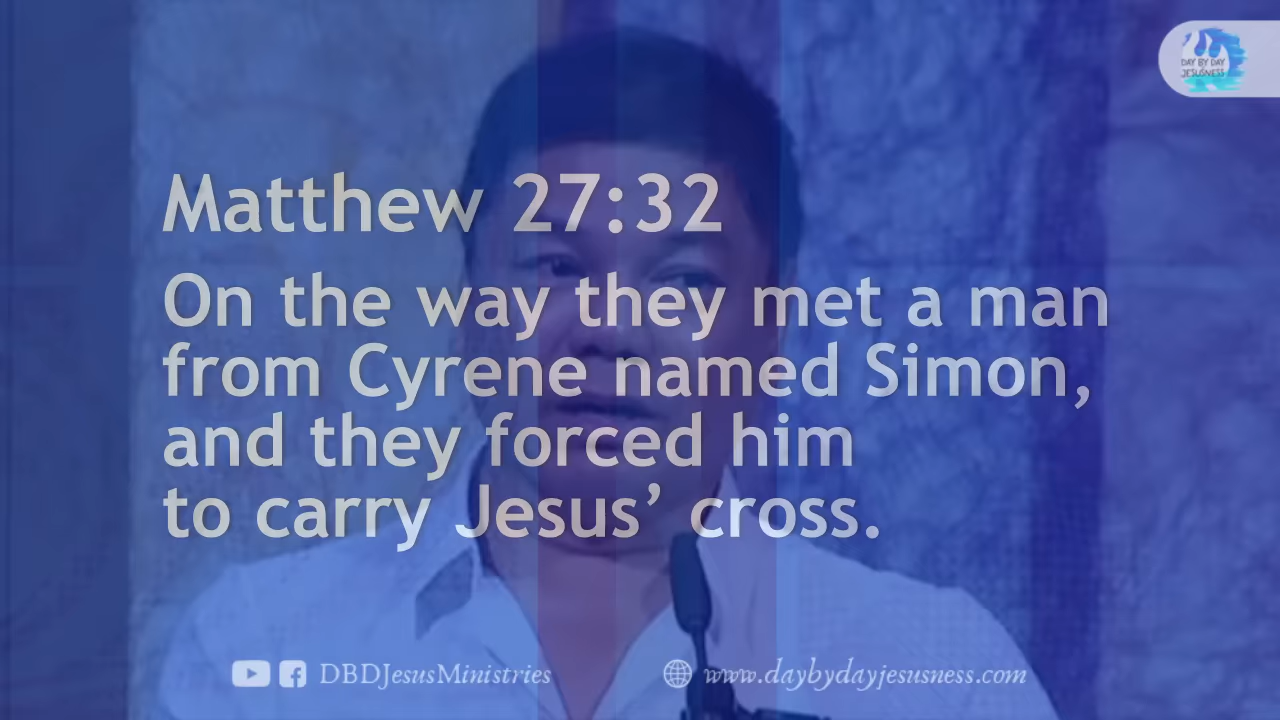 DAY BY DAY
JESUSNESS
Matthew 27:32
On the way they met a man
from Cyrene named Simon,
and they forced him
to carry Jesus’ cross.
DBDJesusMinistries
www.daybydayjesusness.com